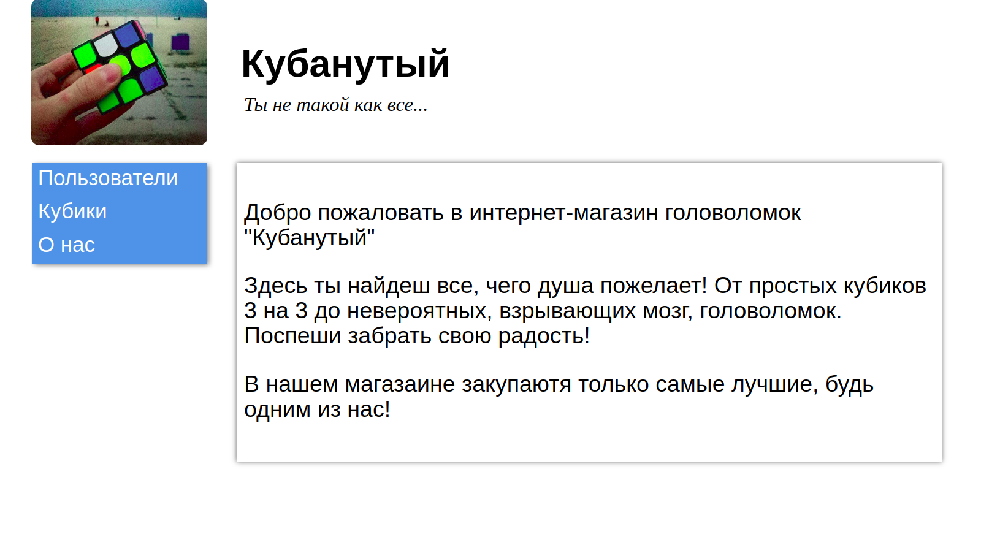 Кубанутый
Ты не такой как все...
Пользователи
Кубики
О нас
Добро пожаловать в интернет-магазин головоломок
"Кубанутый"
Здесь ты найдеш все, чего душа пожелает! От простых кубиков
3 на 3 до невероятных, взрывающих мозг, головоломок.
Поспеши забрать свою радость!
В нашем магазаине закупаютя только самые лучшие, будь
одним из нас!